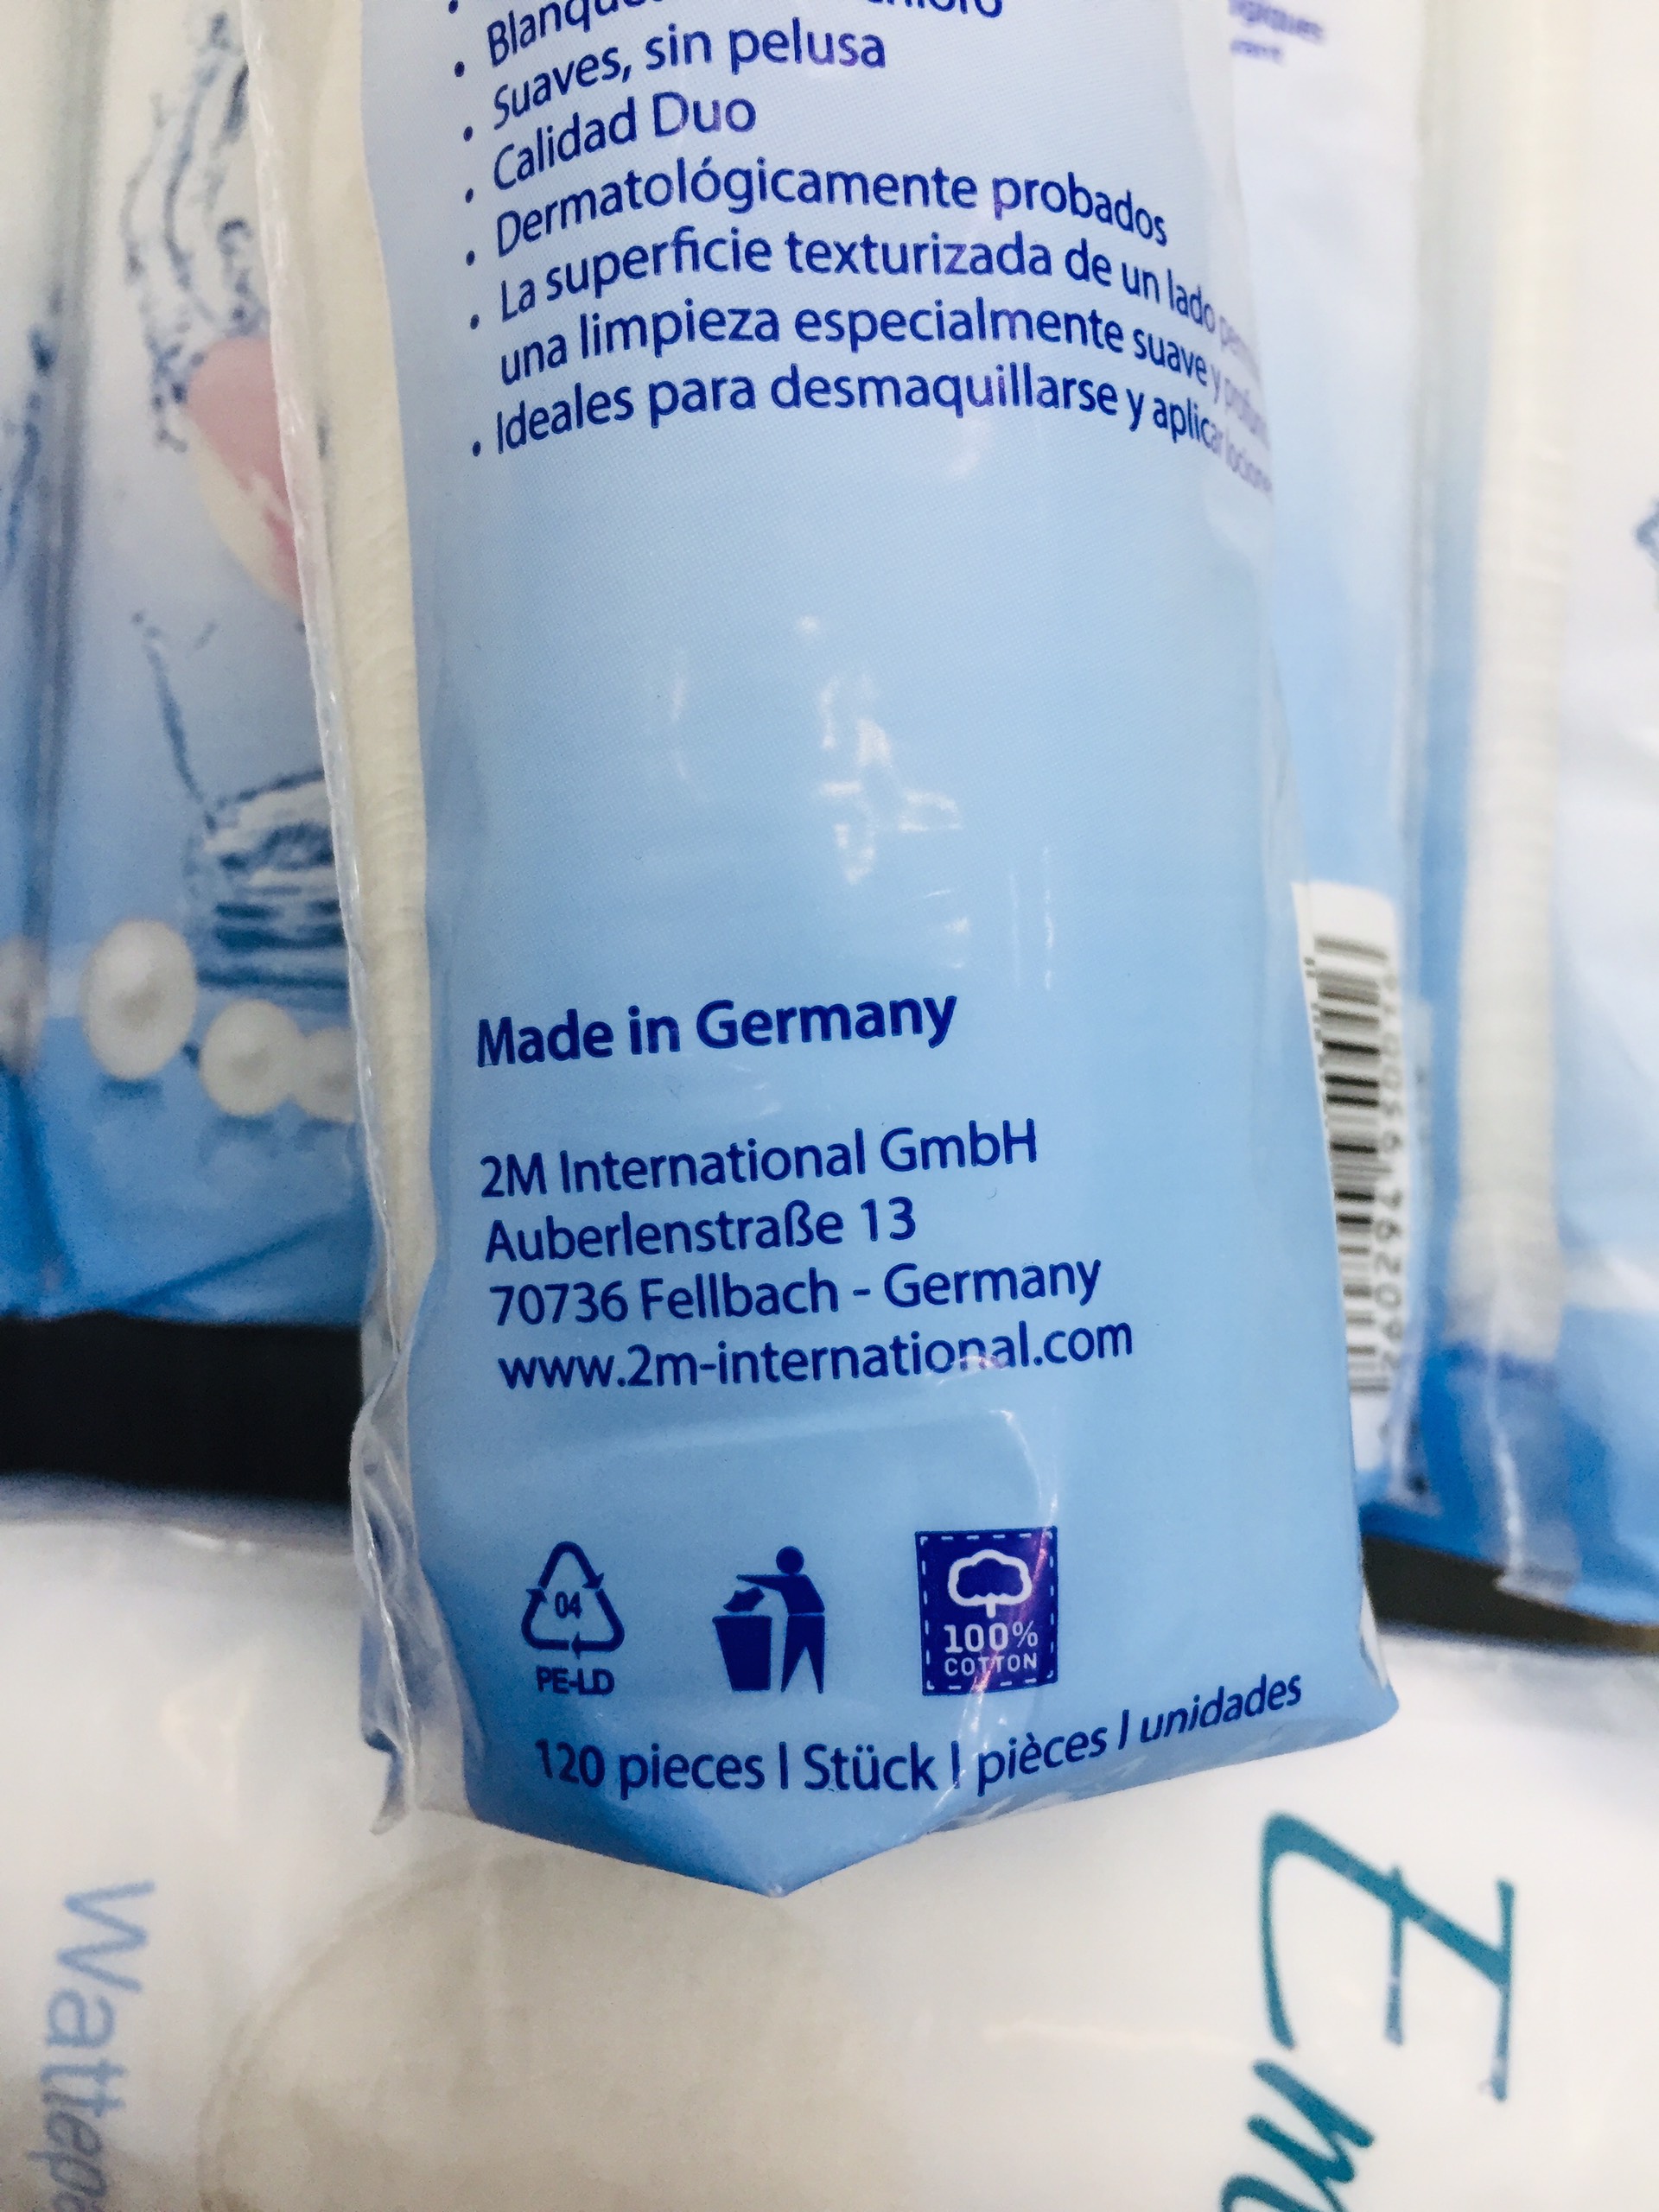 Suaves, sin pelusa
Calidad Duo
Dermatológicamente probados
La superficie texturizada de un lado
una limpieza especialmente suave y
Ideales para desmaquillarse y aplicar
Made in Germany
2M International GmbH
Auberlenstraße 13
70736 Fellbach - Germany
www.2m-international.com
04
PE-LD
100%
COTTON
120 pieces | Stück | pièces | unidades